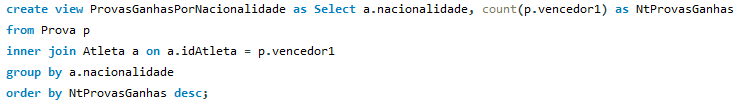 create view ProvasGanhasPorNacionalidade as Select a.nacionalidade, count(p.vencedor1) as NtProvasGanhas
from Prova p
inner join Atleta a on a.idAtleta = p.vencedor1
group by a.nacionalidade
order by NtProvasGanhas desc;